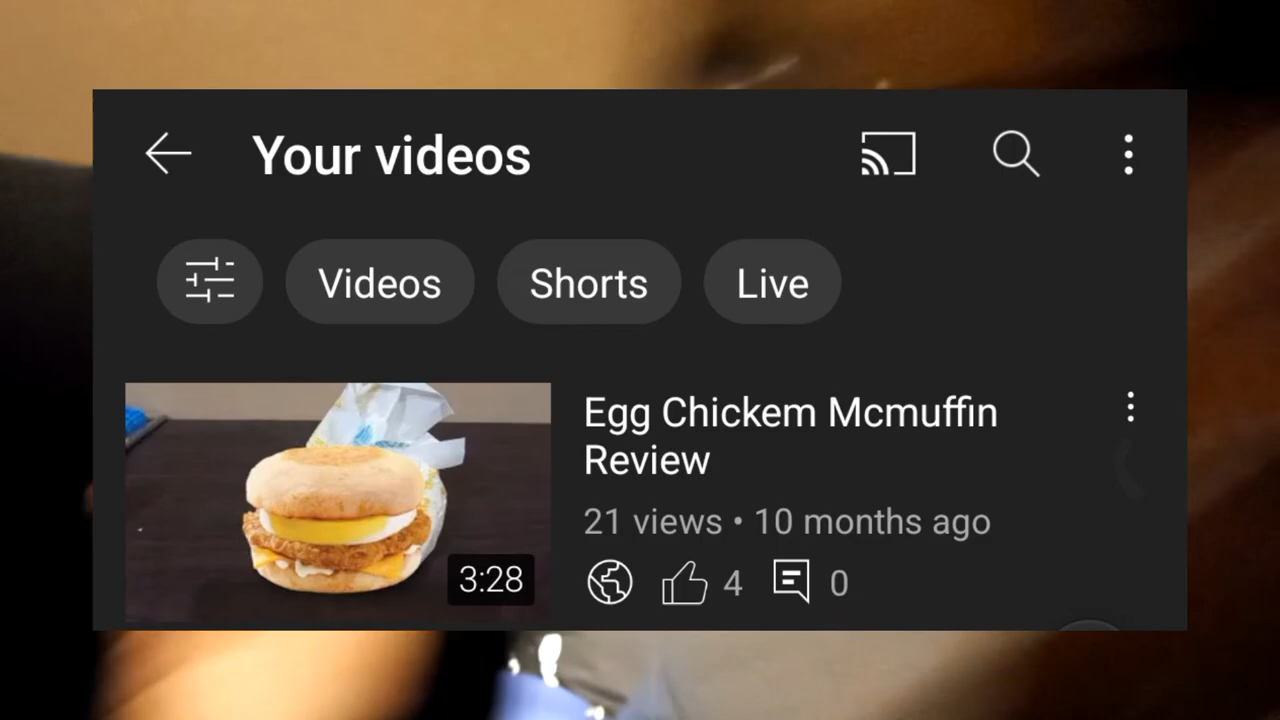 Your videos
Videos Shorts Live
Egg Chickem Mcmuffin
Review
21 views • 10 months ago
4 0
3:28